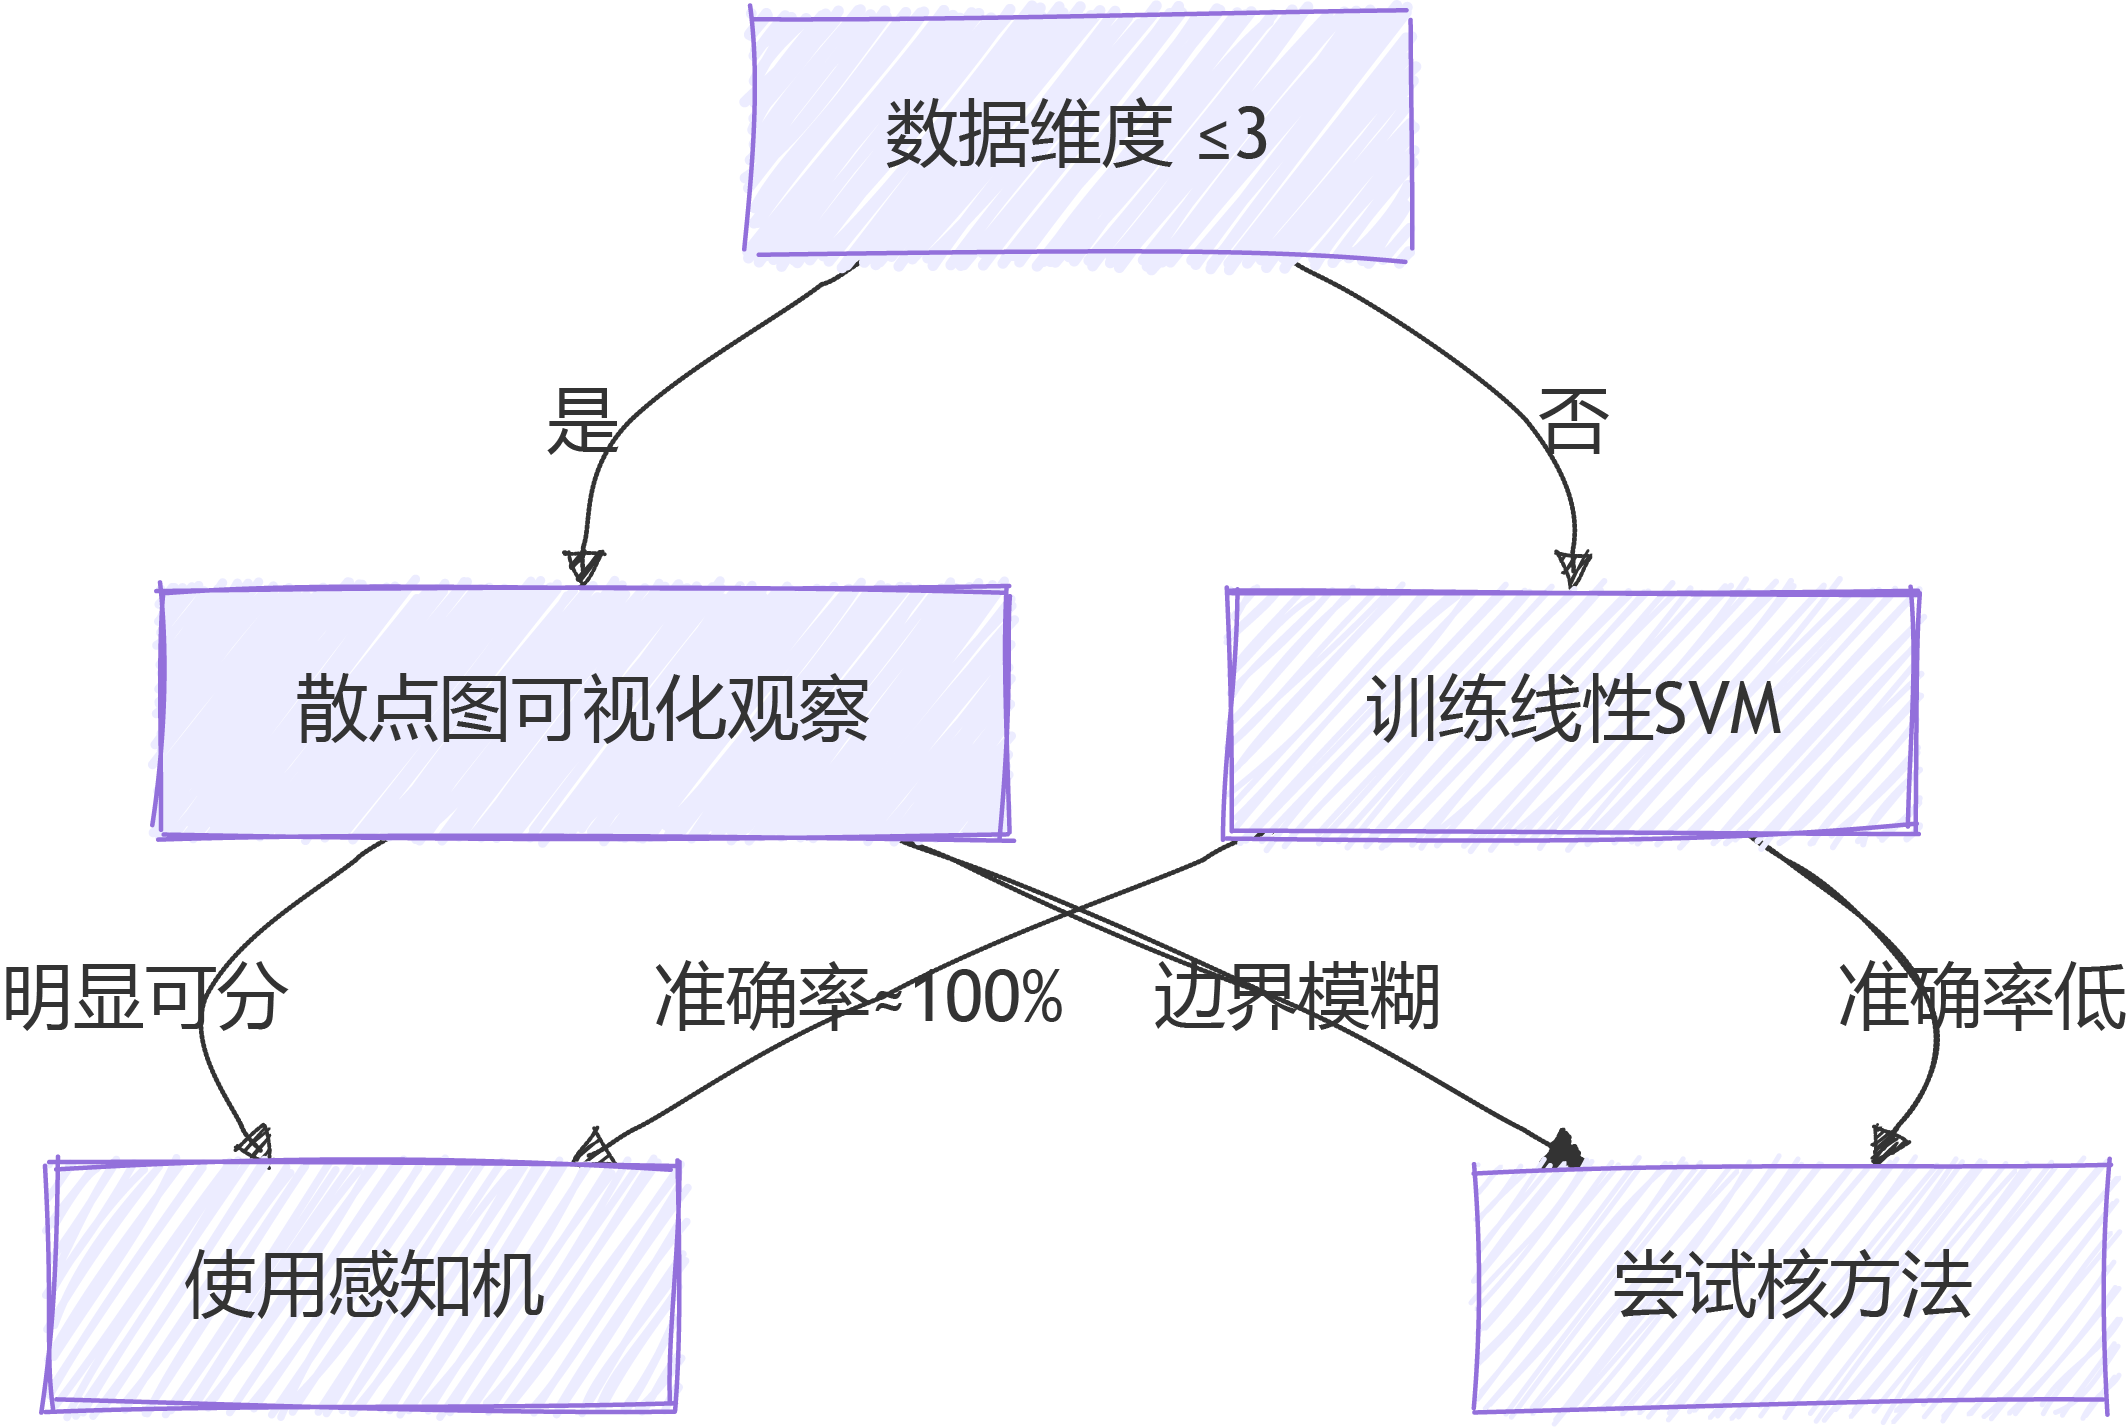 数据维度 ≤3
是
否
散点图可视化观察
训练线性SVM
明显可分
准确率≈100%
边界模糊
准确率低
使用感知机
尝试核方法